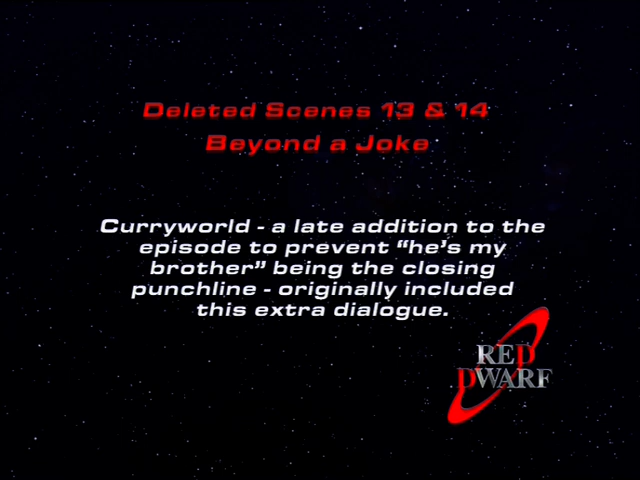 Deleted Scenes 13 & 14
Beyond a Joke
Curryworld - a late addition to the
episode to prevent “he’s my
brother” being the closing
punchline - originally included
this extra dialogue.
RED
DWARF